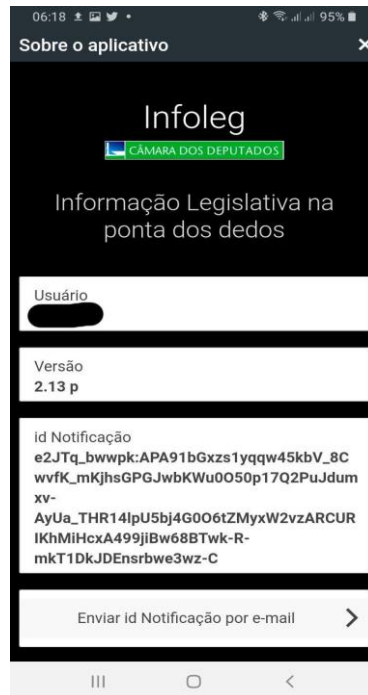 06:18
95%
Sobre o aplicativo
×
Infoleg
CÂMARA DOS DEPUTADOS
Informação Legislativa na
ponta dos dedos
Usuário
Versão
2.13 p
id Notificação
e2JTq_bwwpk:APA91bGxzs1yqqw45kbV_8C
wvfK_mKjhsGPGJwbKWu0O50p17Q2PuJdum
xv-
AyUa_THR14lpU5bj4G0O6tZMyxW2vzARCUR
IKhMiHcxA499jiBw68BTwk-R-
mkT1DkJDEnsrbwe3wz-C
Enviar id Notificação por e-mail